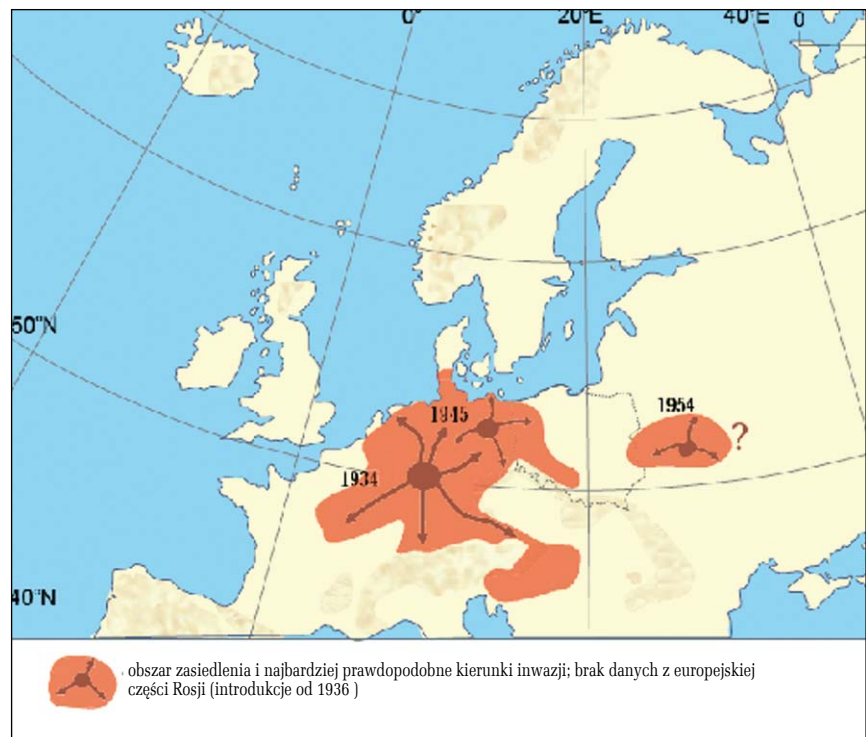 0°
20°E
40°E
0
50°N
1945
1954
?
1934
40°N
obszar zasiedlenia i najbardziej prawdopodobne kierunki inwazji; brak danych z europejskiej
części Rosji (introdukcje od 1936 )